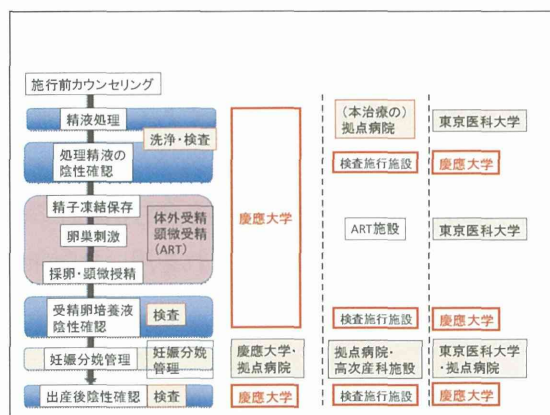 施行前カウンセリング
精液処理
洗浄・検査
処理精液の
陰性確認
精子凍結保存
卵巣刺激
採卵・顕微授精
体外受精
顕微受精
(ART)
受精卵培養液
陰性確認
検査
妊娠分娩管理
妊娠分娩
管理
出産後陰性確認
検査
慶應大学
慶應大学・
拠点病院
慶應大学
(本治療の)
拠点病院
検査施行施設
ART施設
検査施行施設
拠点病院・
高次産科施設
検査施行施設
東京医科大学
慶應大学
東京医科大学
慶應大学
東京医科大学
・拠点病院
慶應大学